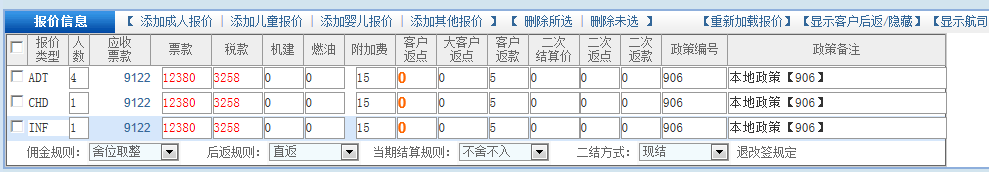 报价信息 【 添加成人报价 | 添加儿童报价 | 添加婴儿报价 | 添加其他报价 】【 删除所选 | 删除未选 】 【重新加载报价】【显示客户后返/隐藏】【显示航司
报价类型 人数 应收票款 票款 税款 机建 燃油 附加费 客户返点 大客户返点 客户返款 二次结算价 二次返点 二次返款 政策编号 政策备注
ADT 4 9122 12380 3258 0 0 15 0 0 5 0 0 0 906 本地政策【906】
CHD 1 9122 12380 3258 0 0 15 0 0 5 0 0 0 906 本地政策【906】
INF 1 9122 12380 3258 0 0 15 0 0 5 0 0 0 906 本地政策【906】
佣金规则: 舍位取整 后返规则: 直返 当期结算规则: 不舍不入 二结方式: 现结 退改签规定